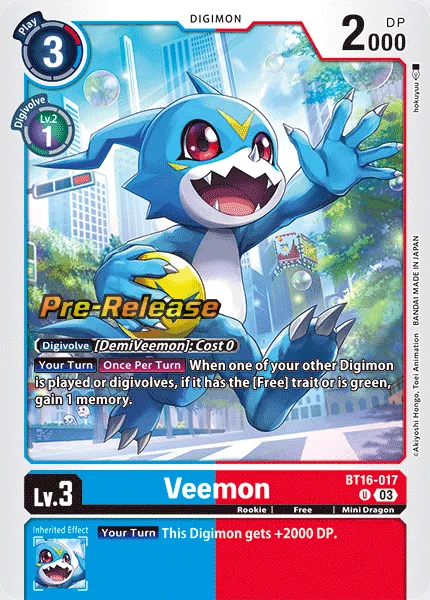 DIGIMON
Play
3
DP
2000
Digivolve
Lv.2
1
hokuyuu
Pre-Release
Digivolve [DemiVeemon]: Cost 0
Your Turn Once Per Turn When one of your other Digimon
is played or digivolves, if it has the [Free] trait or is green,
gain 1 memory.
©Akiyoshi Hongo, Toei Animation BANDAI MADE IN JAPAN
Lv.3
Veemon
BT16-017
U 03
Rookie | Free | Mini Dragon
Inherited Effect
Your Turn This Digimon gets +2000 DP.